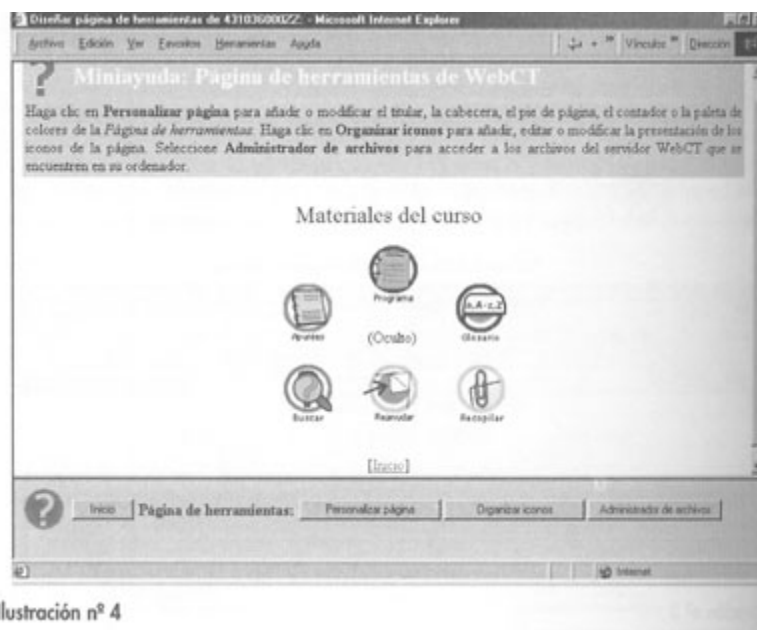 Diseñar página de herramientas de 431036000ZZ: - Microsoft Internet Explorer
Archivo Edición Ver Favoritos Herramientas Ayuda
Vínculos Dirección
? Miniayuda: Página de herramientas de WebCT
Haga clic en Personalizar página para añadir o modificar el titular, la cabecera, el pie de página, el contador o la paleta de
colores de la Página de herramientas. Haga clic en Organizar iconos para añadir, editar o modificar la presentación de los
iconos de la página. Seleccione Administrador de archivos para acceder a los archivos del servidor WebCT que se
encuentren en su ordenador.
Materiales del curso
Programa
Apuntes
a.A-z.Z
Glosario
(Oculto)
Buscar
Reanudar
Recopilar
[Inicio]
? Inicio Página de herramientas: Personalizar página Organizar iconos Administrador de archivos
Internet
lustración nº 4